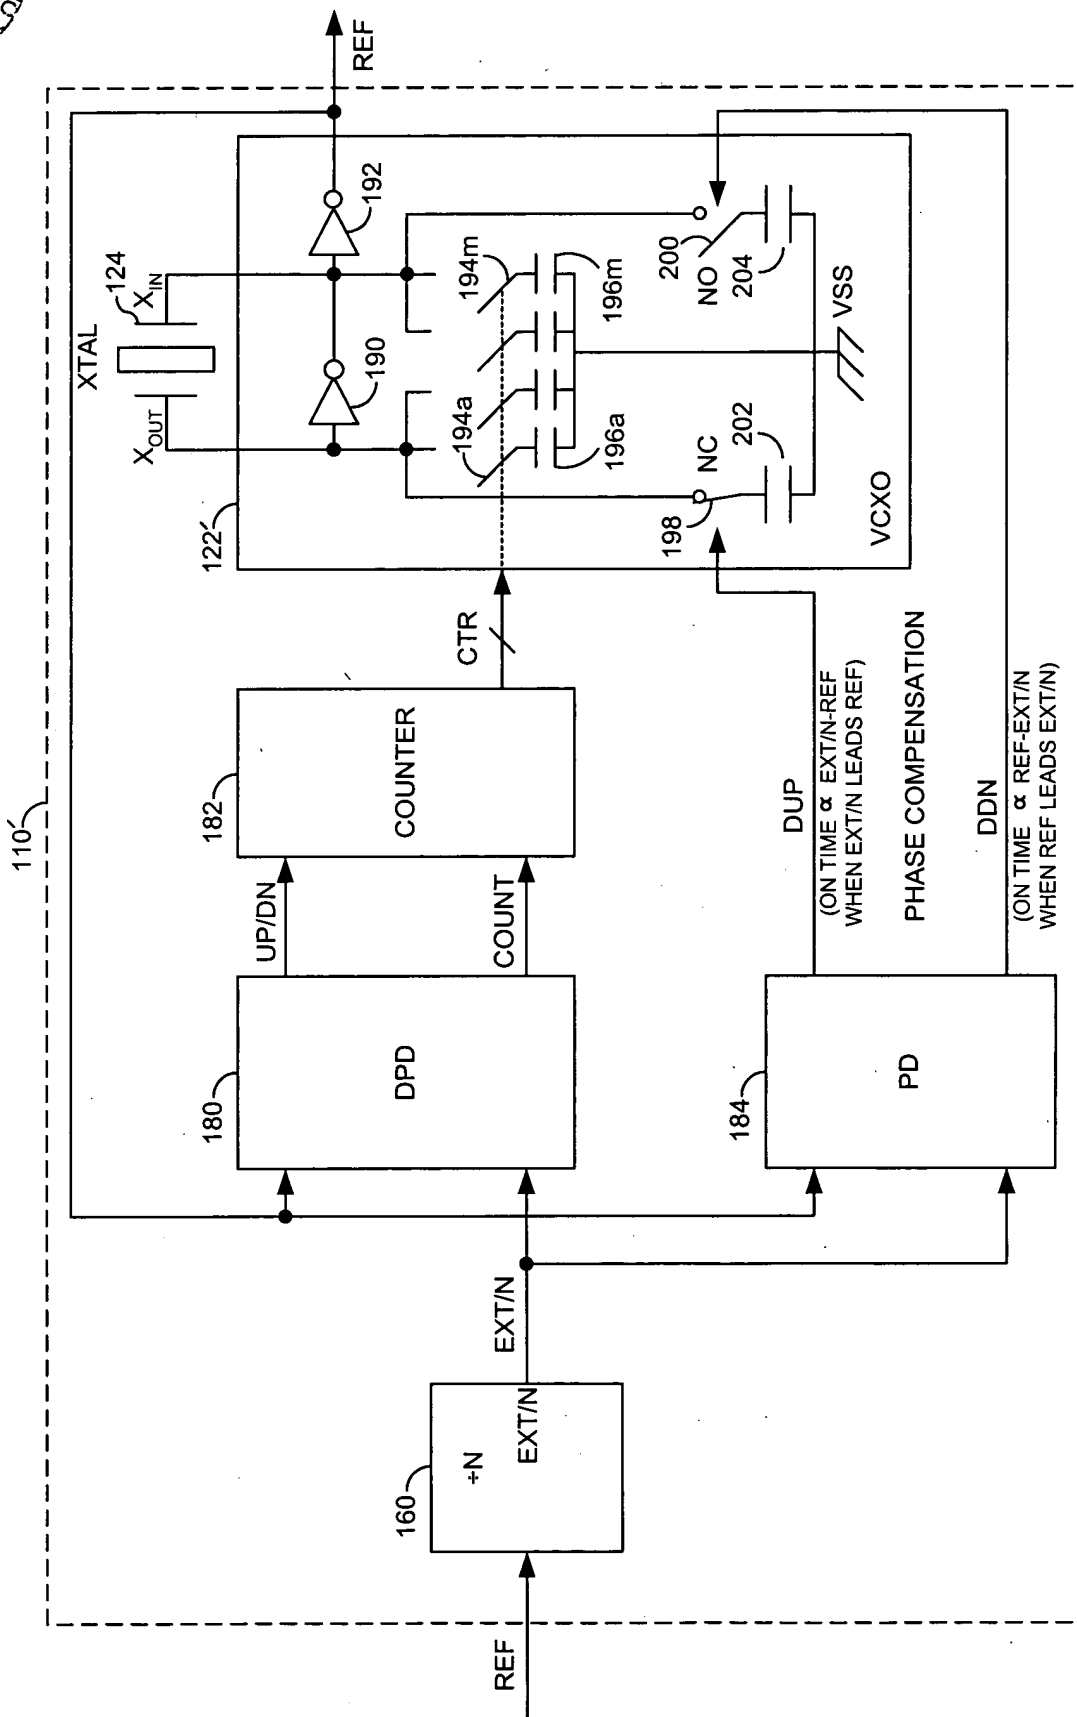 110′
REF
160
÷N
EXT/N
EXT/N
180
DPD
UP/DN
COUNT
182
COUNTER
CTR
184
PD
DUP
(ON TIME ∝ EXT/N-REF
WHEN EXT/N LEADS REF)
PHASE COMPENSATION
DDN
(ON TIME ∝ REF-EXT/N
WHEN REF LEADS EXT/N)
122′
XTAL
124
XOUT
XIN
190
192
194a
194m
196a
196m
198
NC
202
200
NO
204
VSS
VCXO
REF